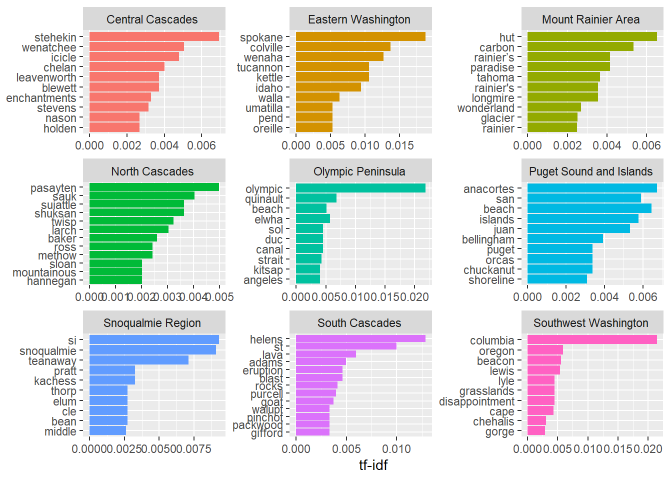 Central Cascades
stehekin
wenatchee
icicle
chelan
leavenworth
blewett
enchantments
stevens
nason
holden
0.000 0.002 0.004 0.006
Eastern Washington
spokane
colville
wenaha
tucannon
kettle
idaho
walla
umatilla
pend
oreille
0.000 0.005 0.010 0.015
Mount Rainier Area
hut
carbon
rainier's
paradise
tahoma
rainier's
longmire
wonderland
glacier
rainier
0.000 0.002 0.004 0.006
North Cascades
pasayten
sauk
sujattle
shuksan
twisp
larch
baker
ross
methow
sloan
mountainous
hannegan
0.000 0.001 0.002 0.003 0.004 0.005
Olympic Peninsula
olympic
quinault
beach
elwha
sol
duc
canal
strait
kitsap
angeles
0.000 0.005 0.010 0.015 0.020
Puget Sound and Islands
anacortes
san
beach
islands
juan
bellingham
puget
orcas
chuckanut
shoreline
0.000 0.002 0.004 0.006
Snoqualmie Region
si
snoqualmie
teanaway
pratt
kachess
thorp
elum
cle
bean
middle
0.0000 0.0025 0.0050 0.0075
South Cascades
helens
st
lava
adams
eruption
blast
rocks
purcell
goat
walupt
pinchot
packwood
gifford
0.000 0.005 0.010
Southwest Washington
columbia
oregon
beacon
lewis
lyle
grasslands
disappointment
cape
chehalis
gorge
0.000 0.005 0.010 0.015 0.020
tf-idf